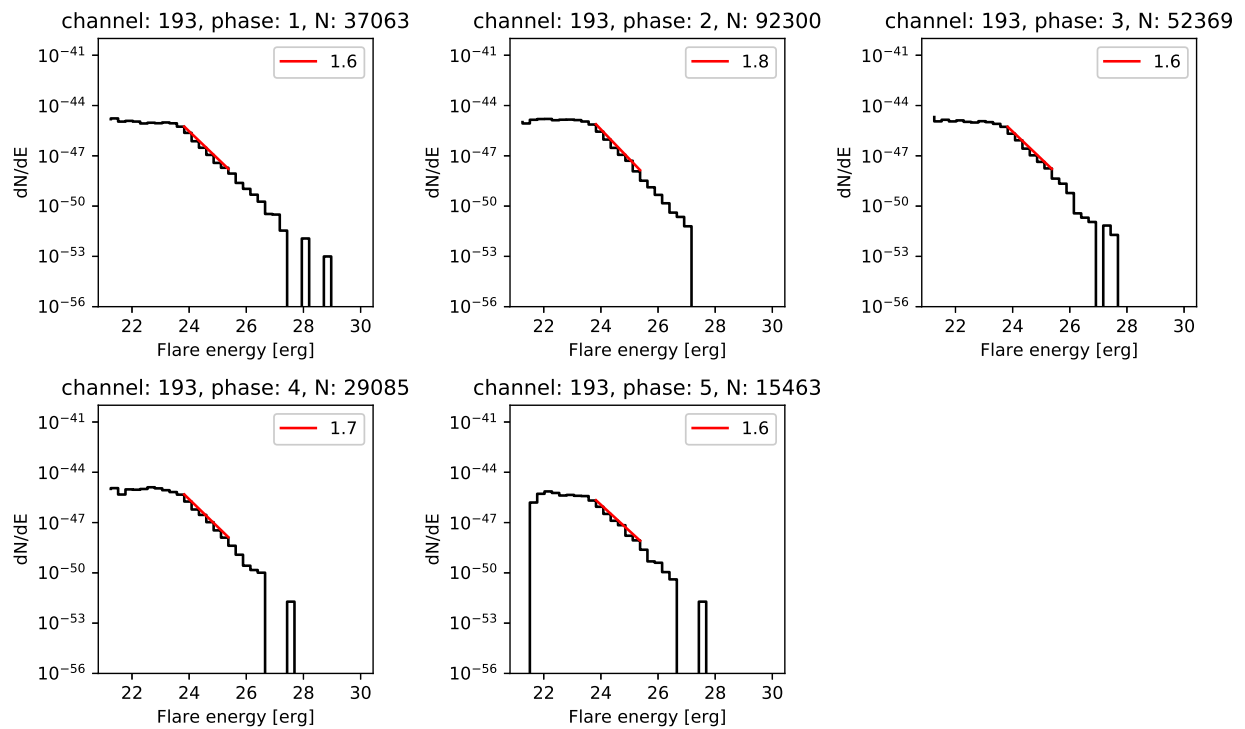 channel: 193, phase: 1, N: 37063
channel: 193, phase: 2, N: 92300
channel: 193, phase: 3, N: 52369
10⁻⁴¹
10⁻⁴⁴
10⁻⁴⁷
10⁻⁵⁰
10⁻⁵³
10⁻⁵⁶
dN/dE
1.6
22 24 26 28 30
Flare energy [erg]
10⁻⁴¹
10⁻⁴⁴
10⁻⁴⁷
10⁻⁵⁰
10⁻⁵³
10⁻⁵⁶
dN/dE
1.8
22 24 26 28 30
Flare energy [erg]
10⁻⁴¹
10⁻⁴⁴
10⁻⁴⁷
10⁻⁵⁰
10⁻⁵³
10⁻⁵⁶
dN/dE
1.6
22 24 26 28 30
Flare energy [erg]
channel: 193, phase: 4, N: 29085
channel: 193, phase: 5, N: 15463
10⁻⁴¹
10⁻⁴⁴
10⁻⁴⁷
10⁻⁵⁰
10⁻⁵³
10⁻⁵⁶
dN/dE
1.7
22 24 26 28 30
Flare energy [erg]
10⁻⁴¹
10⁻⁴⁴
10⁻⁴⁷
10⁻⁵⁰
10⁻⁵³
10⁻⁵⁶
dN/dE
1.6
22 24 26 28 30
Flare energy [erg]